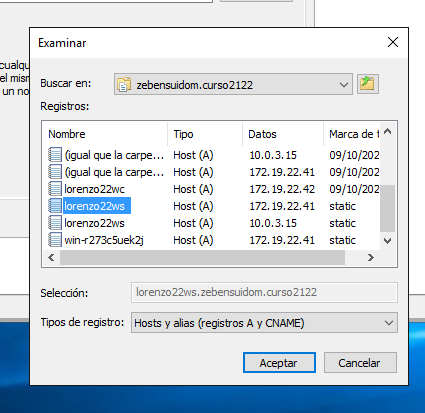 Examinar
cualqu
el mism
un no
Buscar en:
zebensuidom.curso2122
Registros:
Nombre Tipo Datos Marca de t
(igual que la carpe... Host (A) 10.0.3.15 09/10/202
(igual que la carpe... Host (A) 172.19.22.41 09/10/202
lorenzo22wc Host (A) 172.19.22.42 09/10/202
lorenzo22ws Host (A) 172.19.22.41 static
lorenzo22ws Host (A) 10.0.3.15 static
win-r273c5uek2j Host (A) 172.19.22.41 static
Selección: lorenzo22ws.zebensuidom.curso2122
Tipos de registro: Hosts y alias (registros A y CNAME)
Aceptar Cancelar